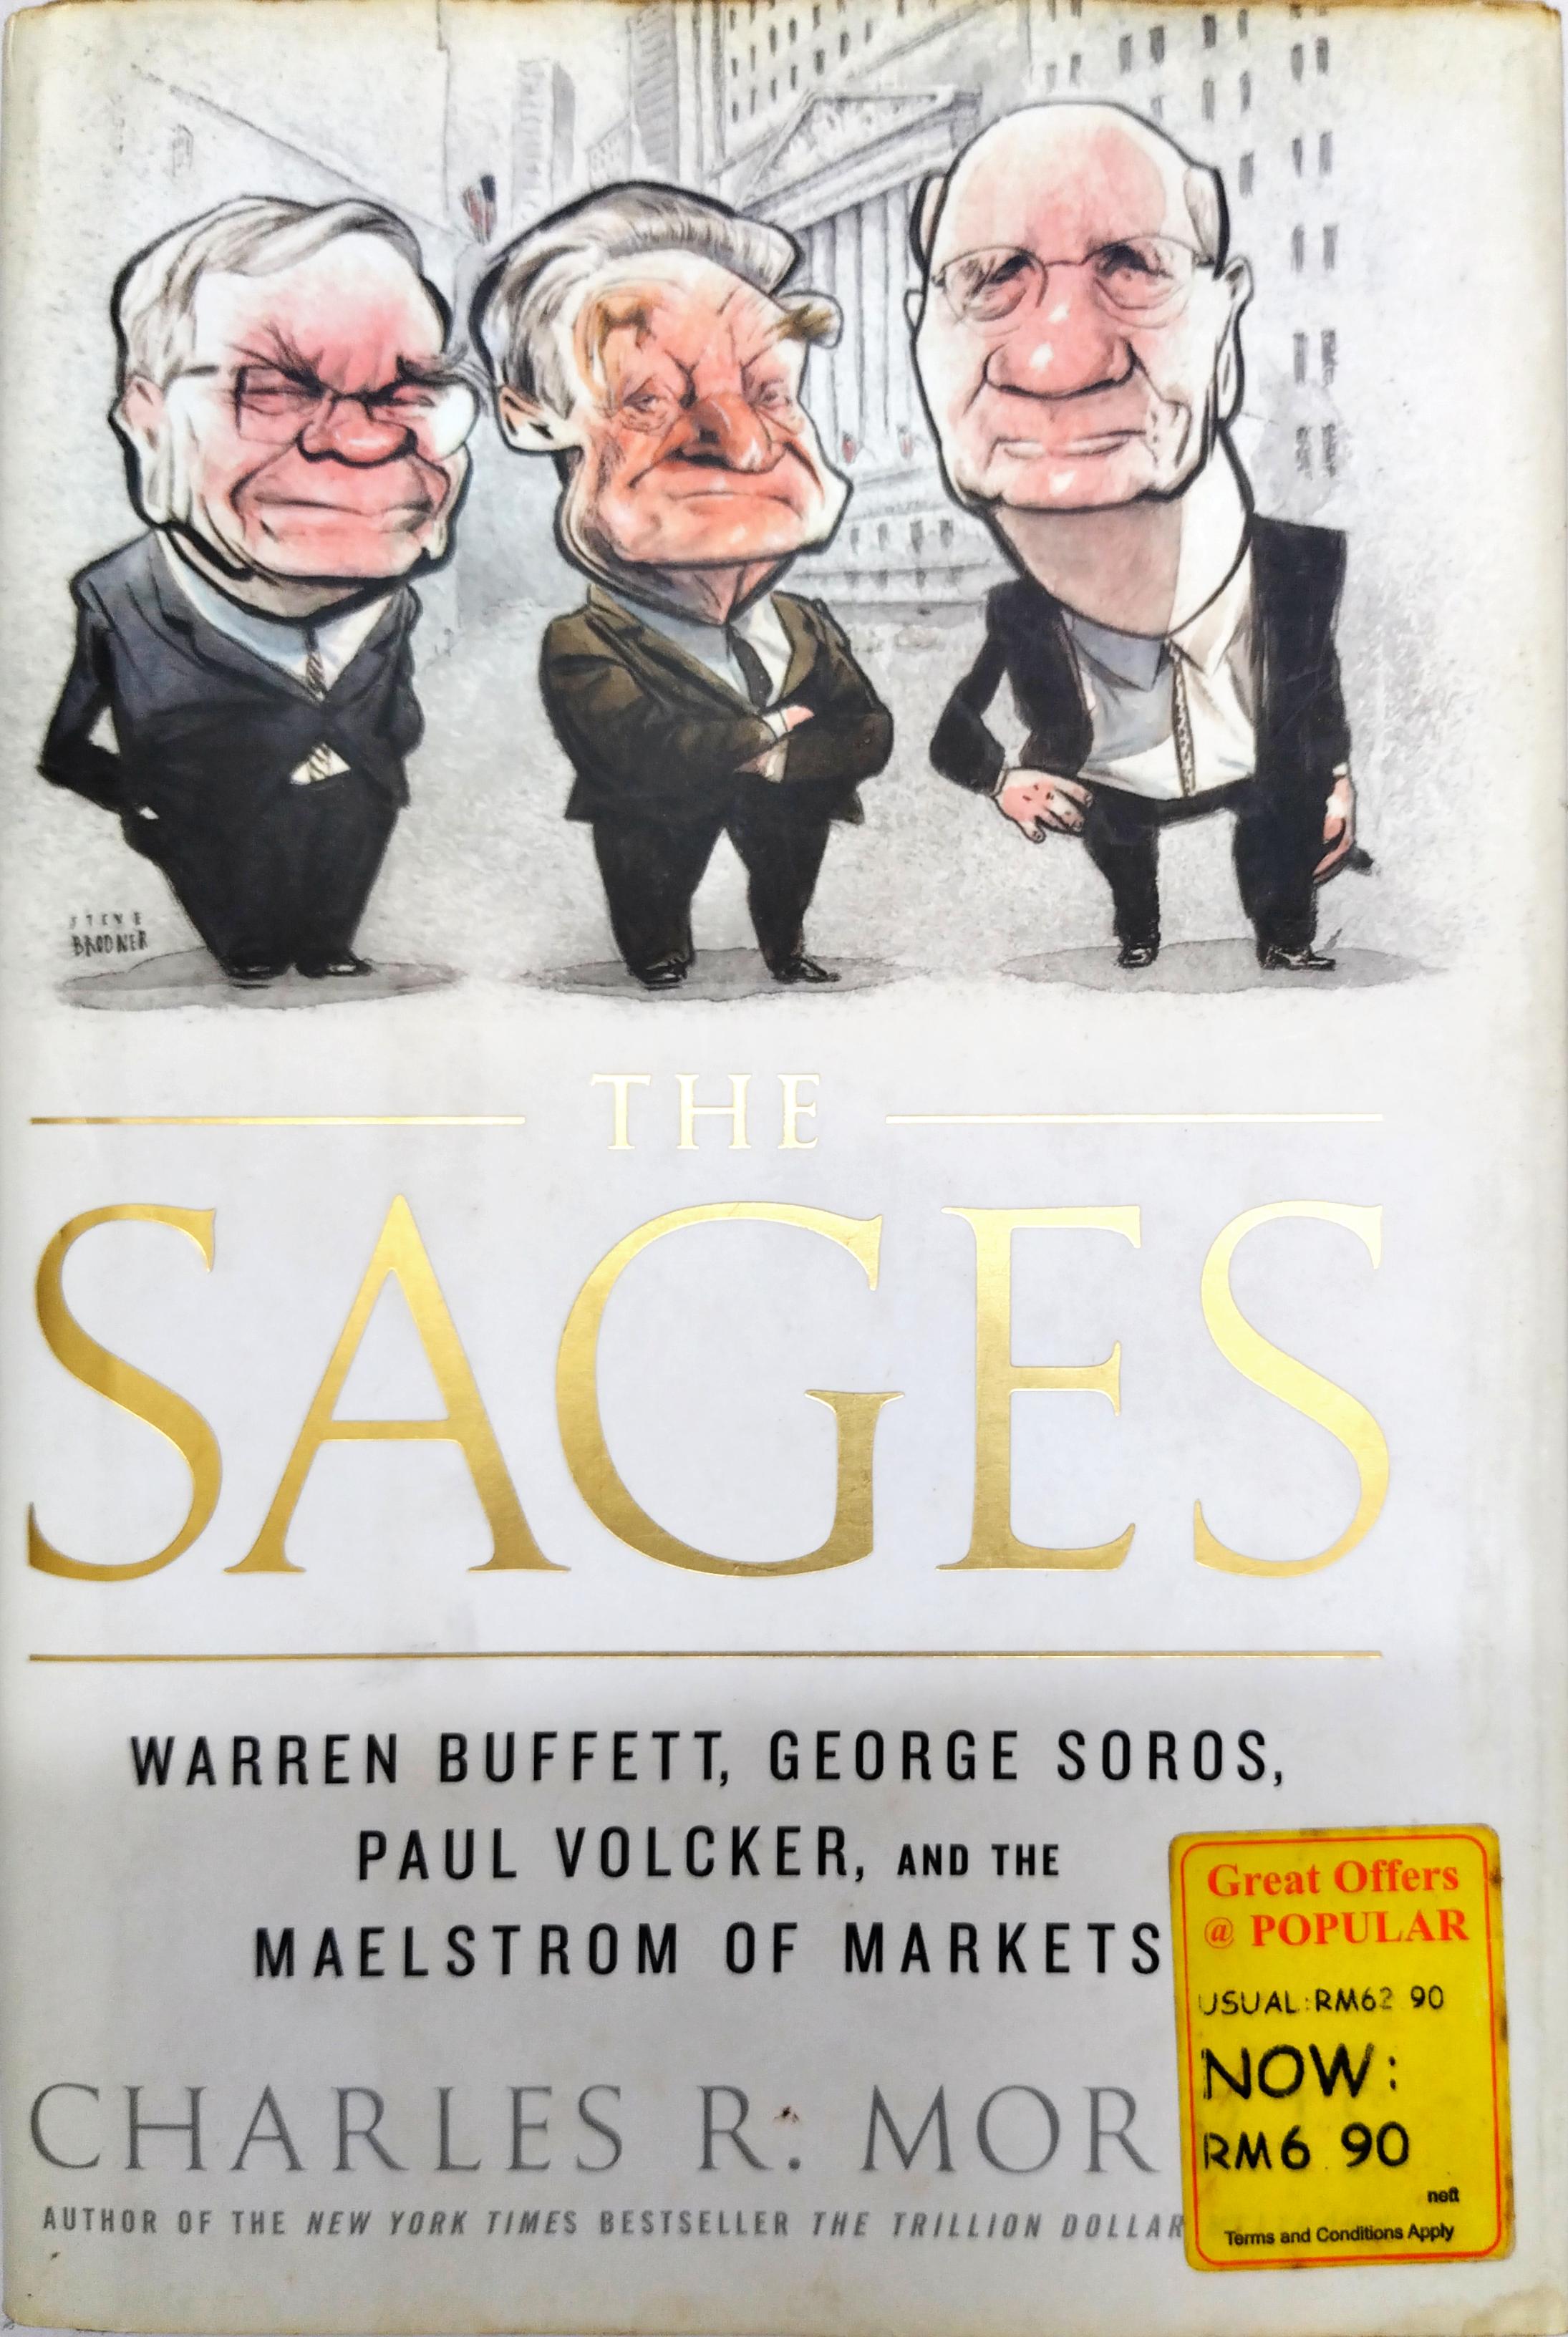 STEVE
BRODNER
THE
SAGES
WARREN BUFFETT, GEORGE SOROS,
PAUL VOLCKER, AND THE
MAELSTROM OF MARKETS
CHARLES R. MOR
AUTHOR OF THE NEW YORK TIMES BESTSELLER THE TRILLION DOLLAR
Great Offers
@ POPULAR
USUAL:RM62 90
NOW:
RM6 90
nett
Terms and Conditions Apply